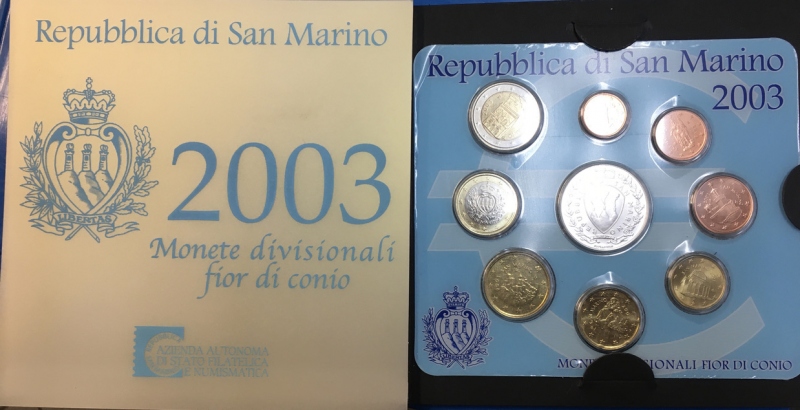 Repubblica di San Marino
LIBERTAS
2003
Monete divisionali
fior di conio
AZIENDA AUTONOMA
DI STATO FILATELICA
E NUMISMATICA
Repubblica di San Marino
2003
FIOR DI CONIO